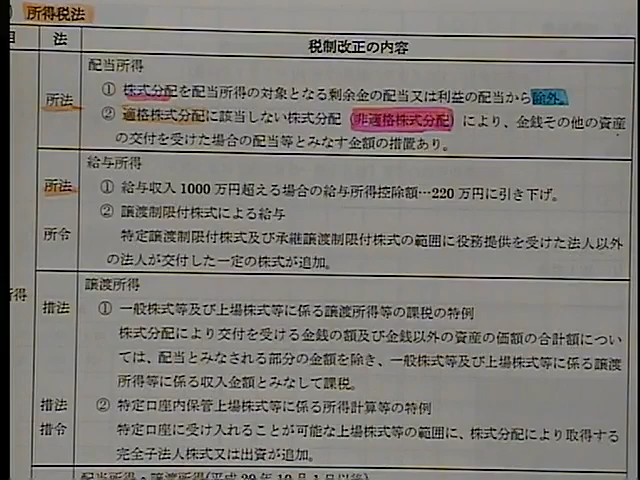 ) 所得税法
目 法 税制改正の内容
配当所得
所法 ① 株式分配を配当所得の対象となる剰余金の配当又は利益の配当から除外。
② 適格株式分配に該当しない株式分配(非適格株式分配)により、金銭その他の資産
の交付を受けた場合の配当等とみなす金額の措置あり。
給与所得
所法 ① 給与収入1000万円超える場合の給与所得控除額…220万円に引き下げ。
② 譲渡制限付株式による給与
所令 特定譲渡制限付株式及び承継譲渡制限付株式の範囲に役務提供を受けた法人以外
の法人が交付した一定の株式が追加。
所得 譲渡所得
措法 ① 一般株式等及び上場株式等に係る譲渡所得等の課税の特例
株式分配により交付を受ける金銭の額及び金銭以外の資産の価額の合計額につい
ては、配当とみなされる部分の金額を除き、一般株式等及び上場株式等に係る譲渡
所得等に係る収入金額とみなして課税。
措法 ② 特定口座内保管上場株式等に係る所得計算等の特例
措令 特定口座に受け入れることが可能な上場株式等の範囲に、株式分配により取得する
完全子法人株式又は出資が追加。
配当所得・譲渡所得(平成29年10月1日以後)